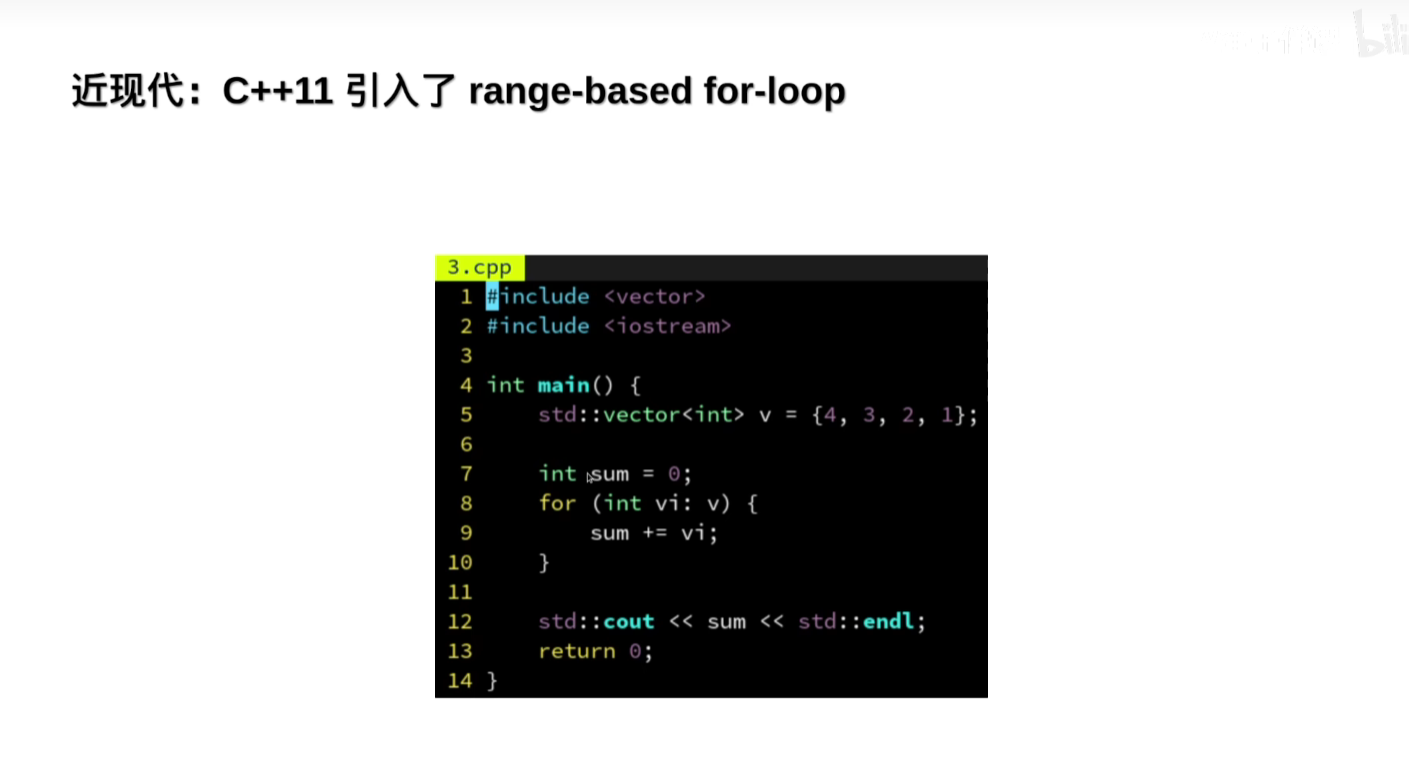 近现代：C++11 引入了 range-based for-loop
bili
3.cpp
1 #include <vector>
2 #include <iostream>
3
4 int main() {
5     std::vector<int> v = {4, 3, 2, 1};
6
7     int sum = 0;
8     for (int vi: v) {
9         sum += vi;
10     }
11
12     std::cout << sum << std::endl;
13     return 0;
14 }